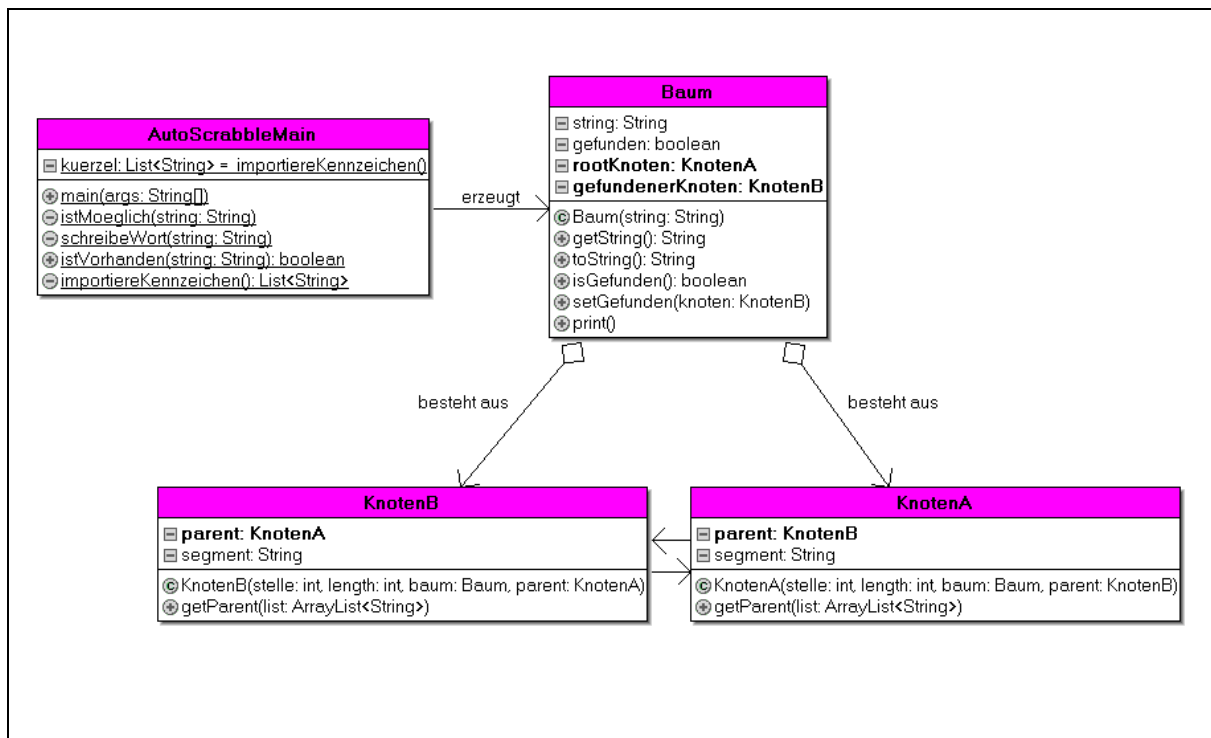 AutoScrabbleMain
kuerzel: List<String> = importiereKennzeichen()
main(args: String[])
istMoeglich(string: String)
schreibeWort(string: String)
istVorhanden(string: String): boolean
importiereKennzeichen(): List<String>
erzeugt
Baum
string: String
gefunden: boolean
rootKnoten: KnotenA
gefundenerKnoten: KnotenB
C Baum(string: String)
getString(): String
toString(): String
isGefunden(): boolean
setGefunden(knoten: KnotenB)
print()
besteht aus
besteht aus
KnotenB
parent: KnotenA
segment: String
C KnotenB(stelle: int, length: int, baum: Baum, parent: KnotenA)
getParent(list: ArrayList<String>)
KnotenA
parent: KnotenB
segment: String
C KnotenA(stelle: int, length: int, baum: Baum, parent: KnotenB)
getParent(list: ArrayList<String>)